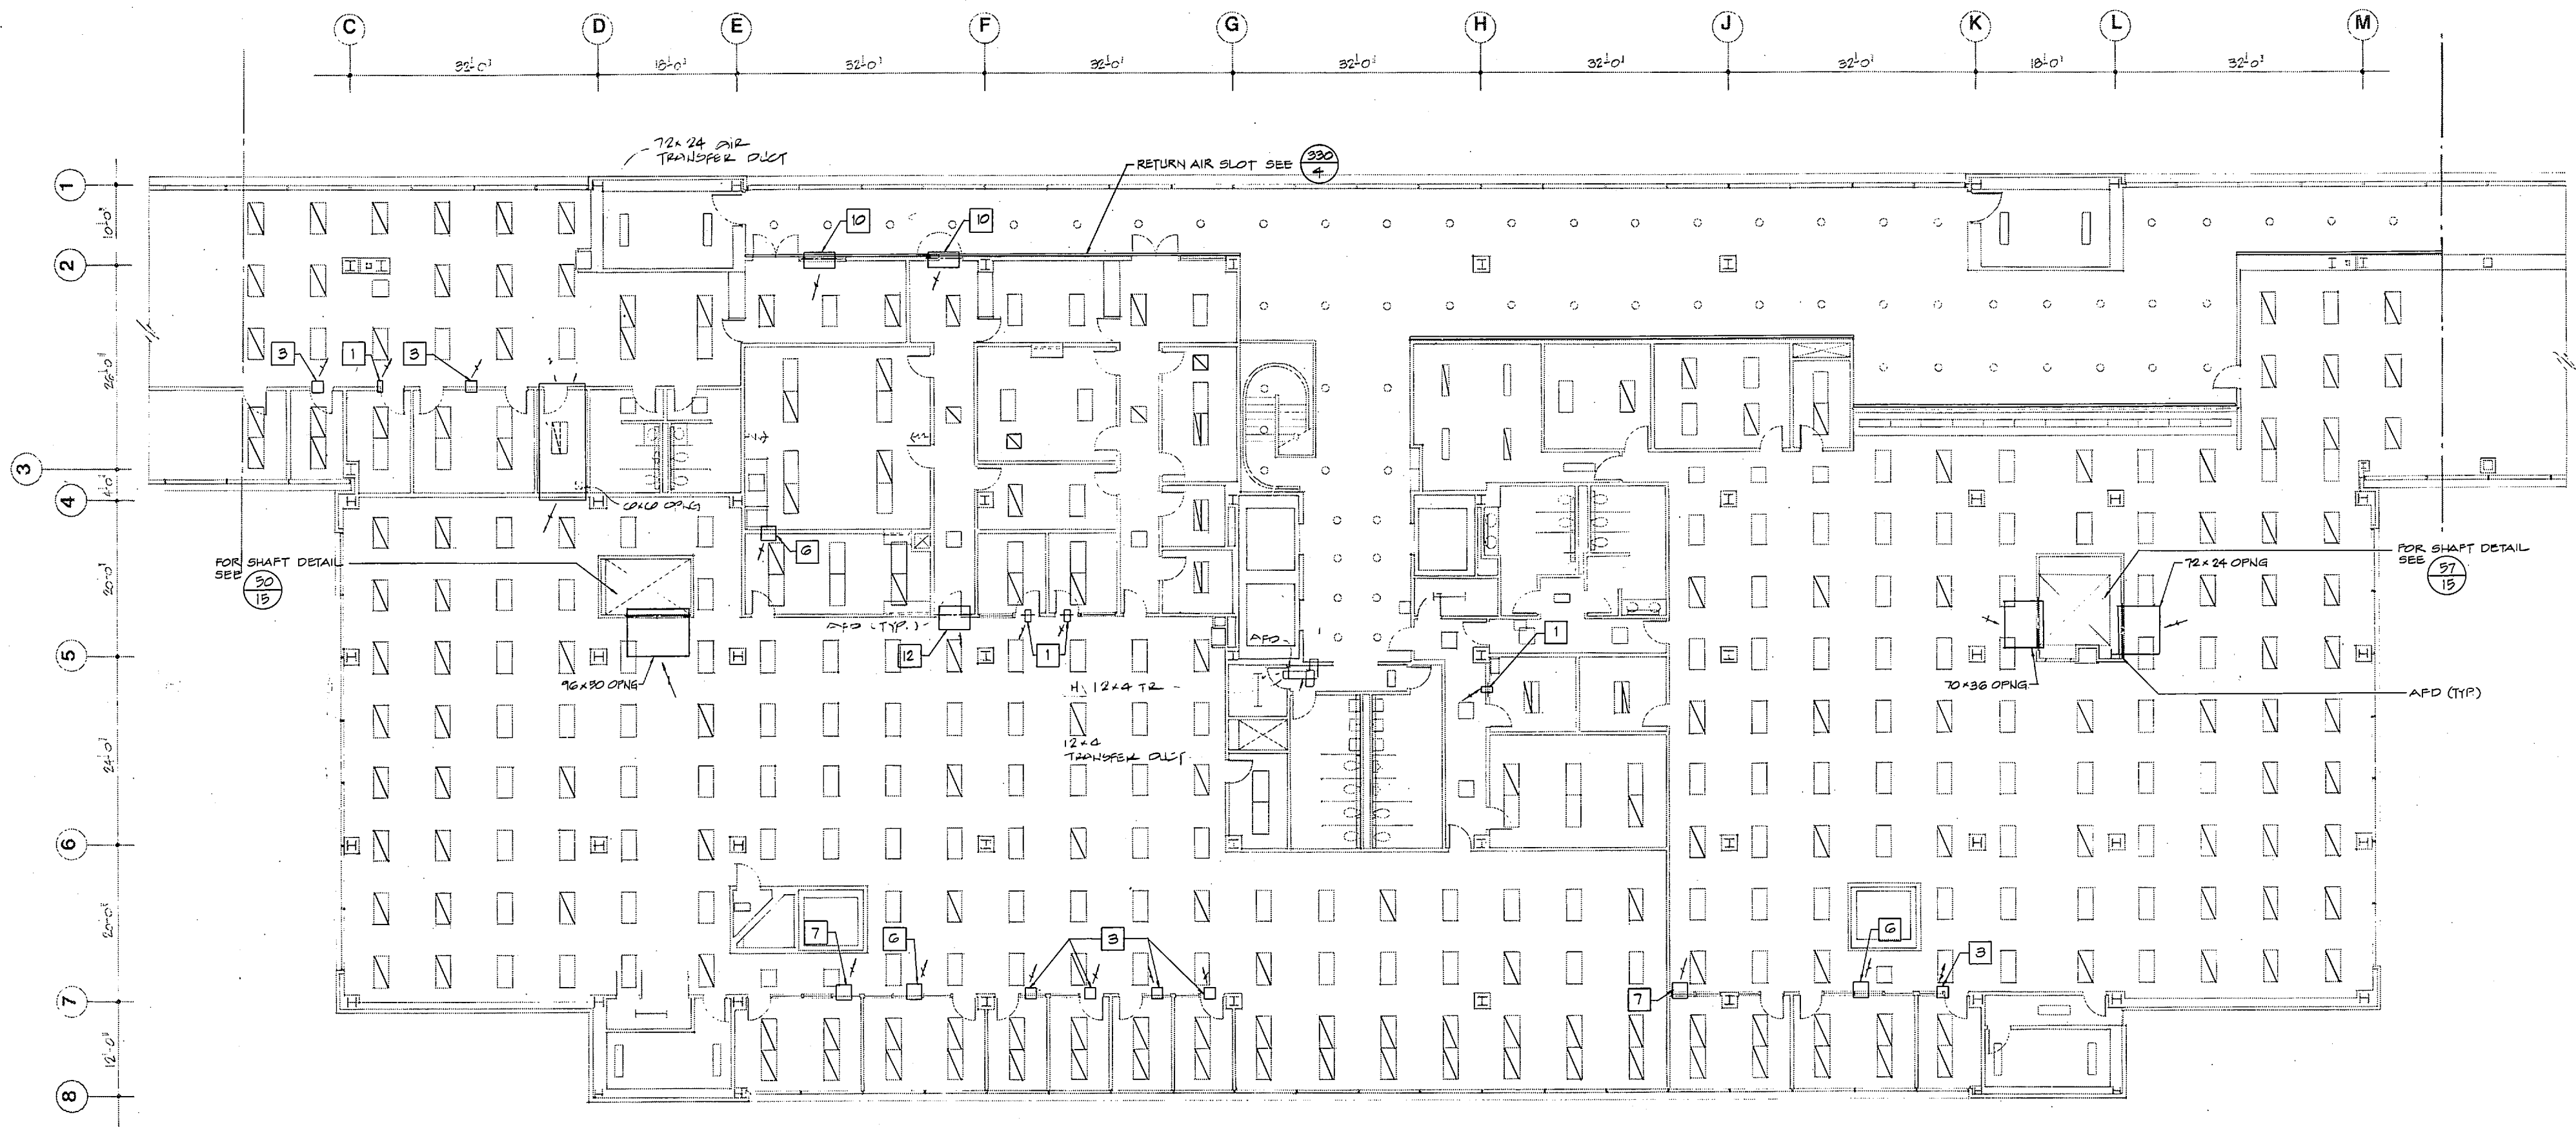 C D E F G H J K L M
32'-0" 18'-0" 32'-0" 32'-0" 32'-0" 32'-0" 32'-0" 18'-0" 32'-0"
72x24 AIR
TRANSFER DUCT
RETURN AIR SLOT SEE 330
4
1
10'-0"
10 10
2
26'-0"
3 1 3
3
4'-0"
4
6x6 OPNG
6
FOR SHAFT DETAIL
SEE 50
15
20'-0"
FOR SHAFT DETAIL
SEE 57
15
72x24 OPNG
AFD (TYP.)
12
1
AFD
1
5
96x50 OPNG
70x36 OPNG
AFD (TYP.)
12x4 TR
12x4
TRANSFER DUCT
24'-0"
6
20'-0"
7 6 3 6 3
7
7
12'-0"
8